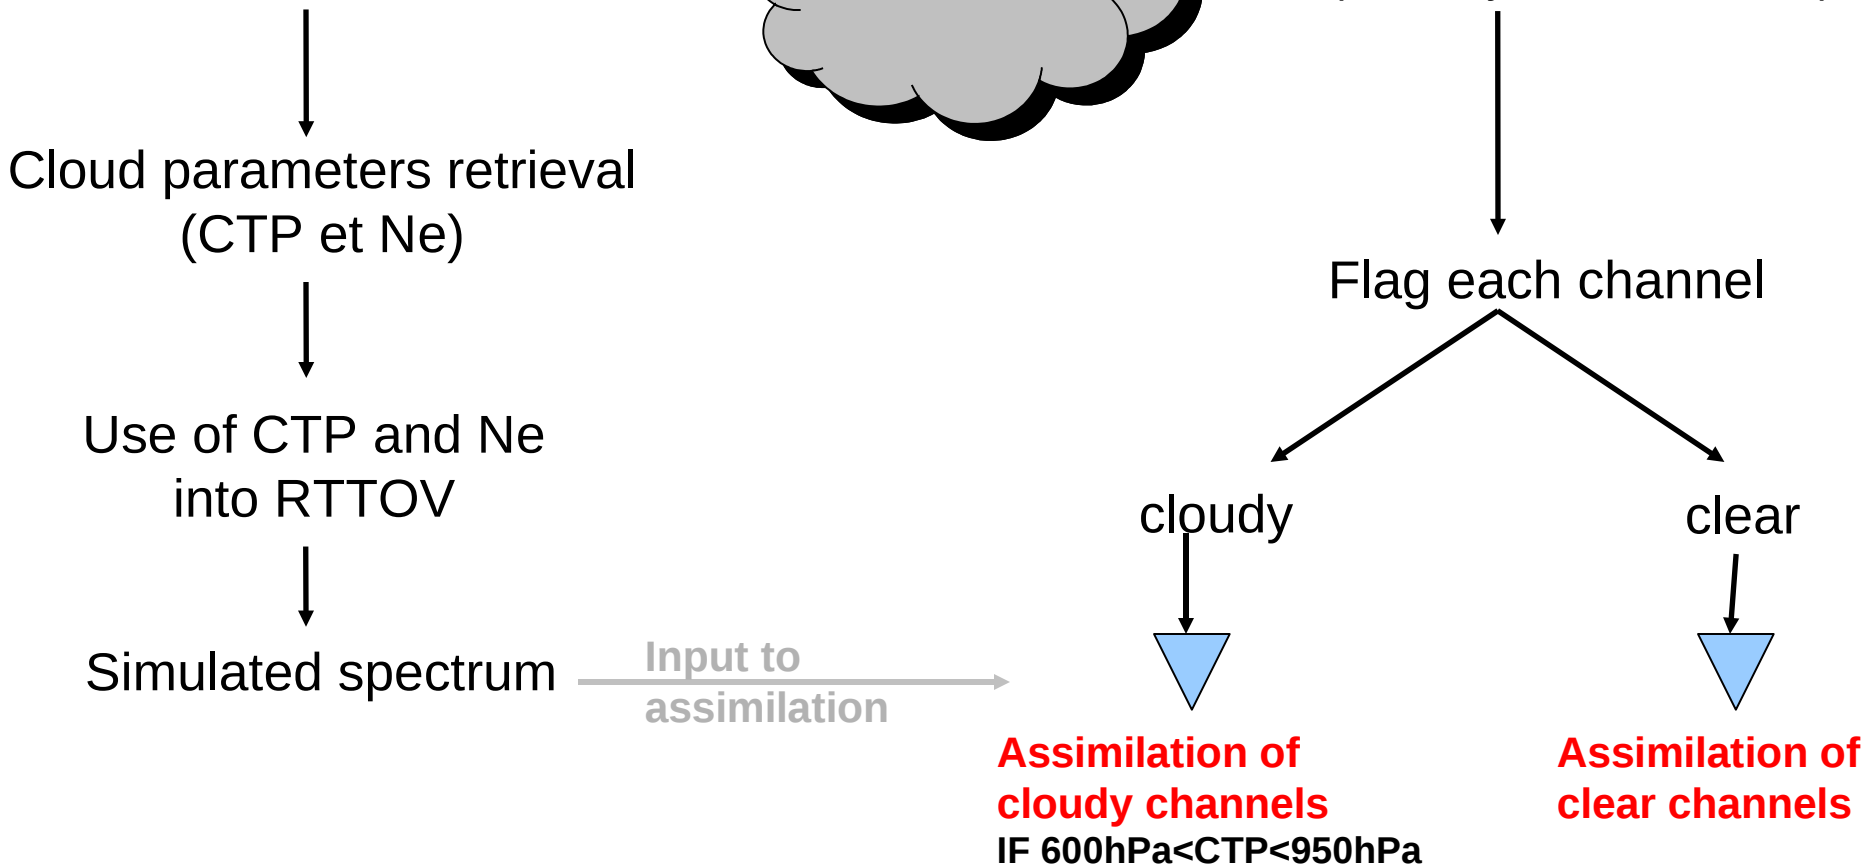 Cloud parameters retrieval
(CTP et Ne)
Use of CTP and Ne
into RTTOV
Simulated spectrum
Input to
assimilation
Flag each channel
cloudy
clear
Assimilation of
cloudy channels
IF 600hPa<CTP<950hPa
Assimilation of
clear channels